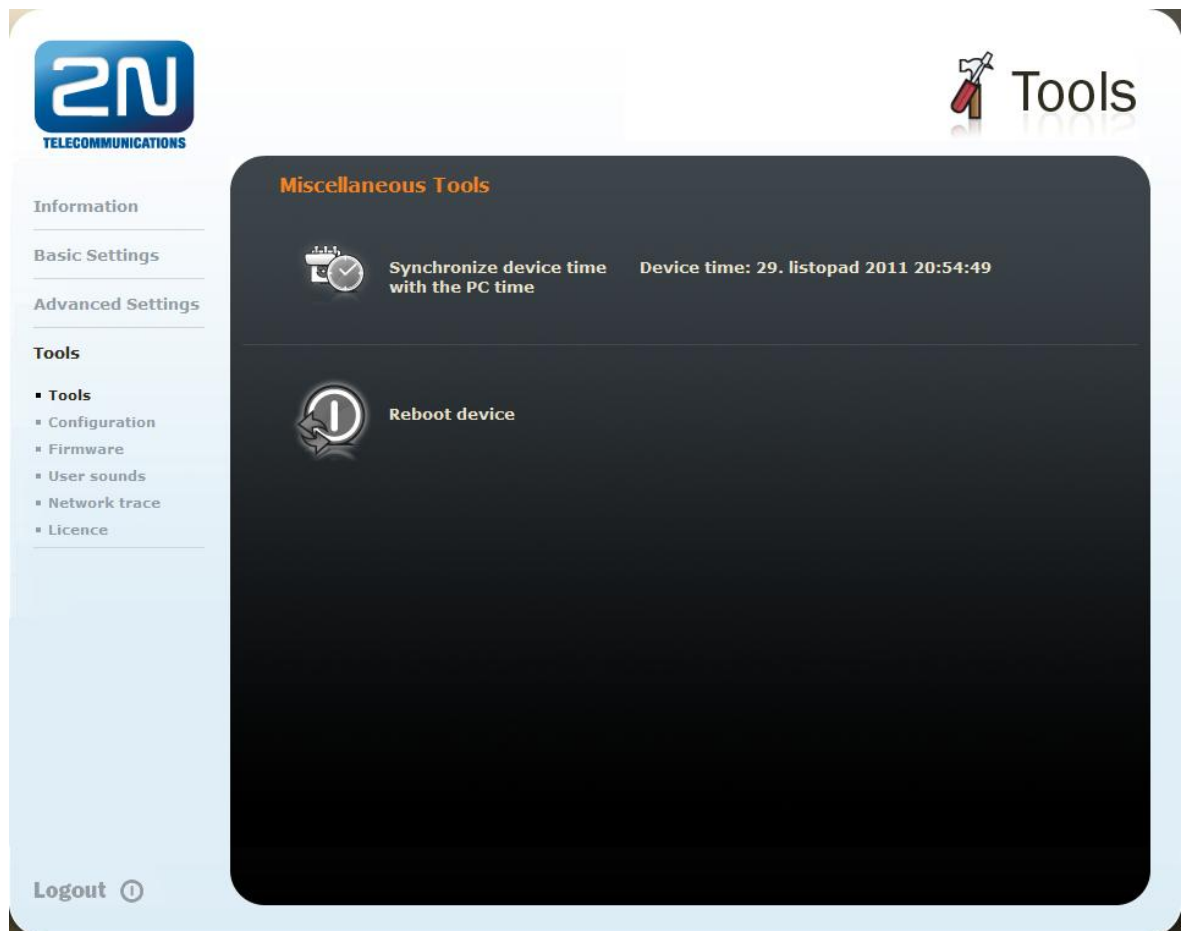 2N
TELECOMMUNICATIONS
Tools
Information
Basic Settings
Advanced Settings
Tools
Tools
Configuration
Firmware
User sounds
Network trace
Licence
Logout
Miscellaneous Tools
Synchronize device time
with the PC time
Device time: 29. listopad 2011 20:54:49
Reboot device